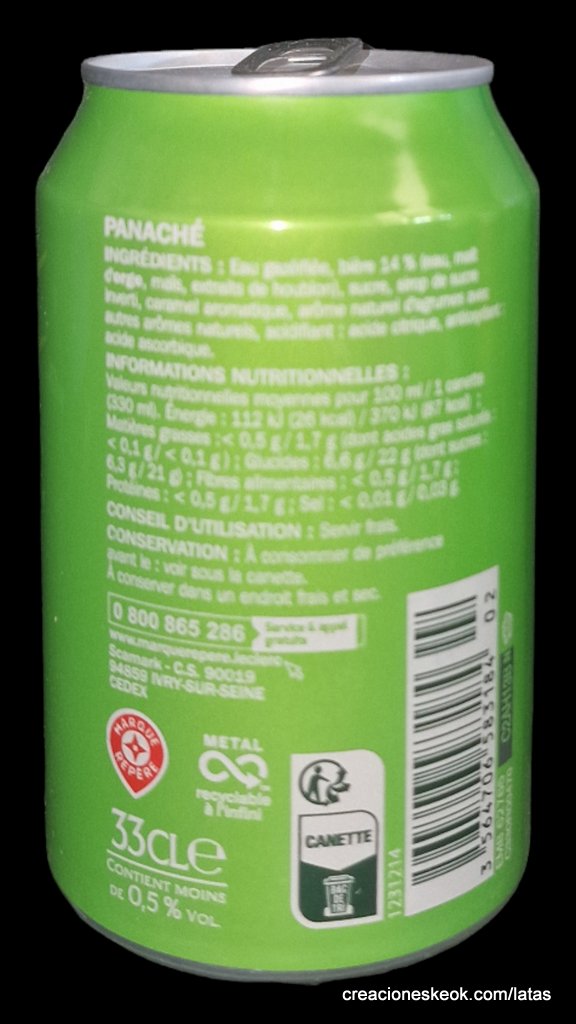 PANACHÉ
INGRÉDIENTS : Eau gazéifiée, bière 14 % (eau, malt
d'orge, maïs, extraits de houblon), sucre, sirop de sucre
inverti, caramel aromatique, arôme naturel d'agrumes avec
autres arômes naturels, acidifiant : acide citrique, antioxydant :
acide ascorbique.
INFORMATIONS NUTRITIONNELLES :
Valeurs nutritionnelles moyennes pour 100 ml / 1 canette
(330 ml). Énergie : 112 kJ (26 kcal) / 370 kJ (87 kcal) ;
Matières grasses : < 0,5 g / 1,7 g (dont acides gras saturés :
< 0,1 g / < 0,1 g) ; Glucides : 6,6 g / 22 g (dont sucres :
6,3 g / 21 g) ; Fibres alimentaires : < 0,5 g / 1,7 g ;
Protéines : < 0,5 g / 1,7 g ; Sel : < 0,01 g / 0,03 g
CONSEIL D'UTILISATION : Servir frais.
CONSERVATION : À consommer de préférence
avant le : voir sous la canette.
À conserver dans un endroit frais et sec.
0 800 865 286 Service & appel
gratuits
www.marquerepere.leclerc
Scamark - C.S. 90019
94859 IVRY-SUR-SEINE
CEDEX
MARQUE
REPÈRE
METAL
recyclable
à l'infini
33CL e
CONTIENT MOINS
DE 0,5 % VOL.
CANETTE
BAC
DE
TRI
1231214
3 564706 583184 02
creacioneskeok.com/latas